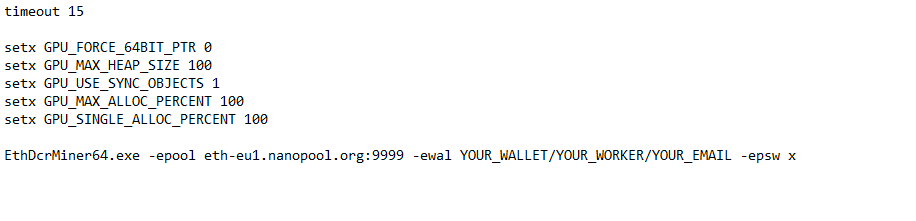 timeout 15
setx GPU_FORCE_64BIT_PTR 0
setx GPU_MAX_HEAP_SIZE 100
setx GPU_USE_SYNC_OBJECTS 1
setx GPU_MAX_ALLOC_PERCENT 100
setx GPU_SINGLE_ALLOC_PERCENT 100
EthDcrMiner64.exe -epool eth-eu1.nanopool.org:9999 -ewal YOUR_WALLET/YOUR_WORKER/YOUR_EMAIL -epsw x